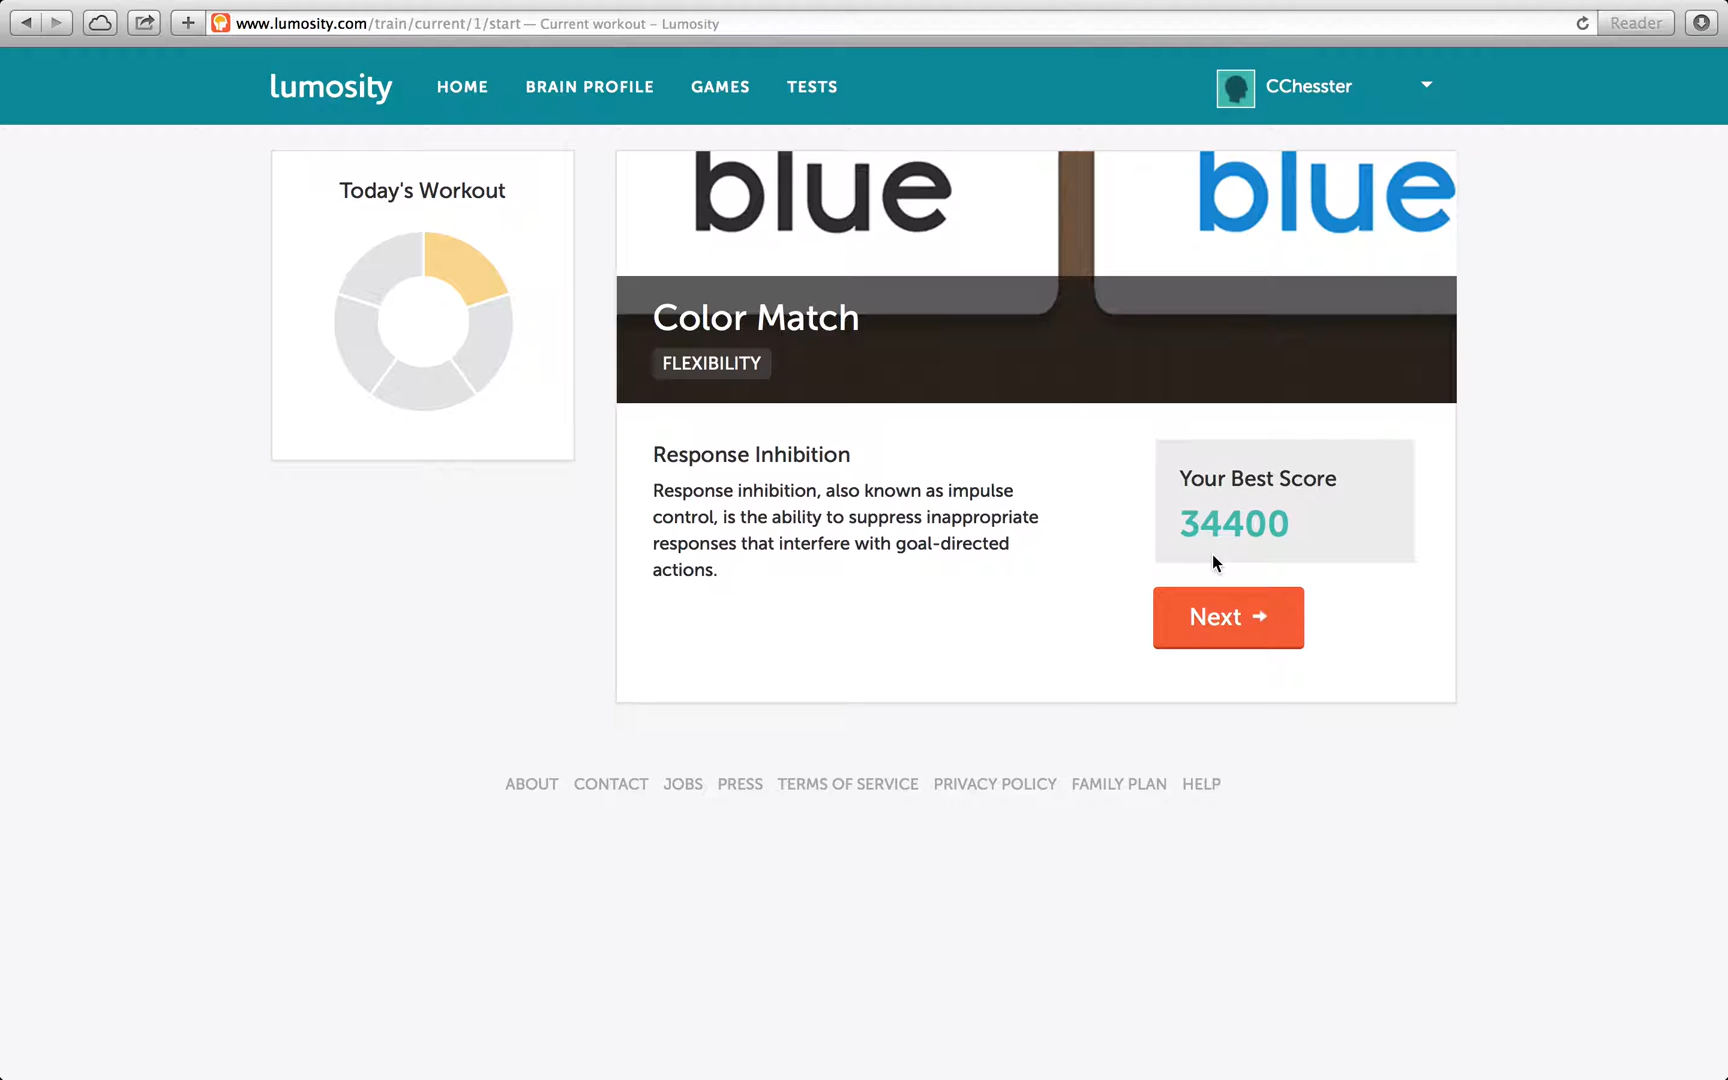 www.lumosity.com/train/current/1/start — Current workout – Lumosity
Reader
lumosity
HOME
BRAIN PROFILE
GAMES
TESTS
CChesster
Today's Workout
blue
blue
Color Match
FLEXIBILITY
Response Inhibition
Response inhibition, also known as impulse
control, is the ability to suppress inappropriate
responses that interfere with goal-directed
actions.
Your Best Score
34400
Next
ABOUT CONTACT JOBS PRESS TERMS OF SERVICE PRIVACY POLICY FAMILY PLAN HELP